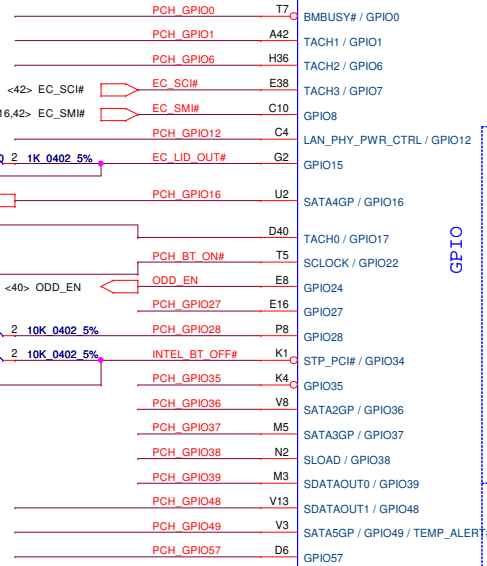 PCH_GPIO0 T7 BMBUSY# / GPIO0
PCH_GPIO1 A42 TACH1 / GPIO1
PCH_GPIO6 H36 TACH2 / GPIO6
<42> EC_SCI# EC_SCI# E38 TACH3 / GPIO7
16,42> EC_SMI# EC_SMI# C10 GPIO8
PCH_GPIO12 C4 LAN_PHY_PWR_CTRL / GPIO12
2 1K_0402_5% EC_LID_OUT# G2 GPIO15
PCH_GPIO16 U2 SATA4GP / GPIO16
D40 TACH0 / GPIO17
GPIO
PCH_BT_ON# T5 SCLOCK / GPIO22
<40> ODD_EN ODD_EN E8 GPIO24
PCH_GPIO27 E16 GPIO27
2 10K_0402_5% PCH_GPIO28 P8 GPIO28
2 10K_0402_5% INTEL_BT_OFF# K1 STP_PCI# / GPIO34
PCH_GPIO35 K4 GPIO35
PCH_GPIO36 V8 SATA2GP / GPIO36
PCH_GPIO37 M5 SATA3GP / GPIO37
PCH_GPIO38 N2 SLOAD / GPIO38
PCH_GPIO39 M3 SDATAOUT0 / GPIO39
PCH_GPIO48 V13 SDATAOUT1 / GPIO48
PCH_GPIO49 V3 SATA5GP / GPIO49 / TEMP_ALERT#
PCH_GPIO57 D6 GPIO57